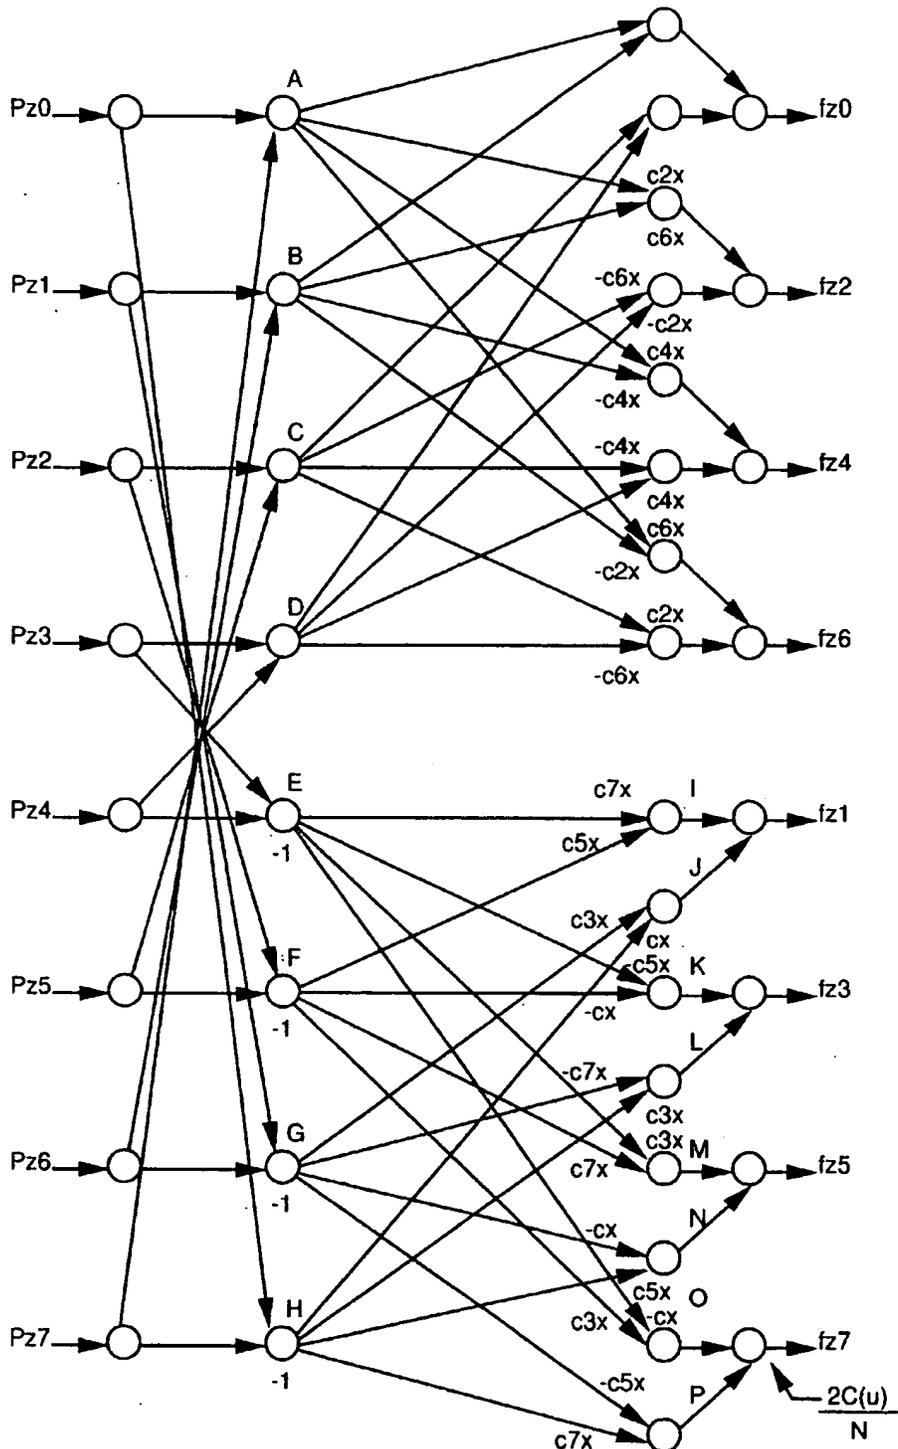 A
Pz0
fz0
c2x
c6x
B
Pz1
-c6x
fz2
-c2x
c4x
-c4x
C
Pz2
-c4x
fz4
c4x
c6x
-c2x
D
c2x
Pz3
fz6
-c6x
E
c7x
I
Pz4
fz1
-1
c5x
J
c3x
cx
F
-c5x
K
Pz5
fz3
-cx
-1
L
-c7x
c3x
G
c3x
M
Pz6
fz5
c7x
-1
N
-cx
c5x
O
H
-cx
c3x
Pz7
fz7
-1
-c5x
P
2C(u)
N
c7x